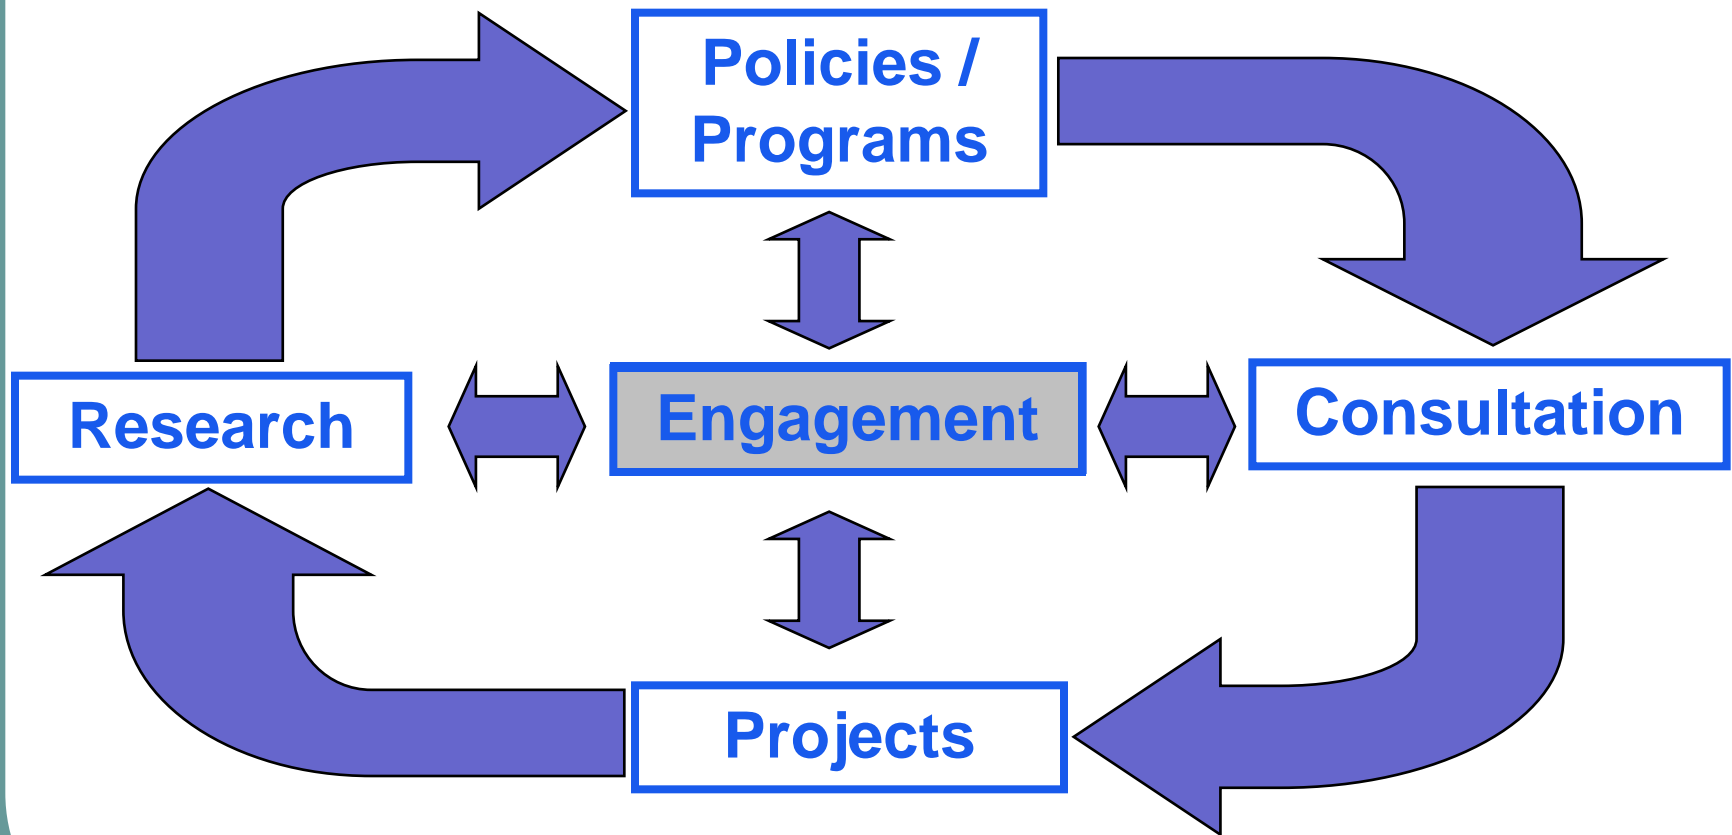 Policies /
Programs
Research
Engagement
Consultation
Projects